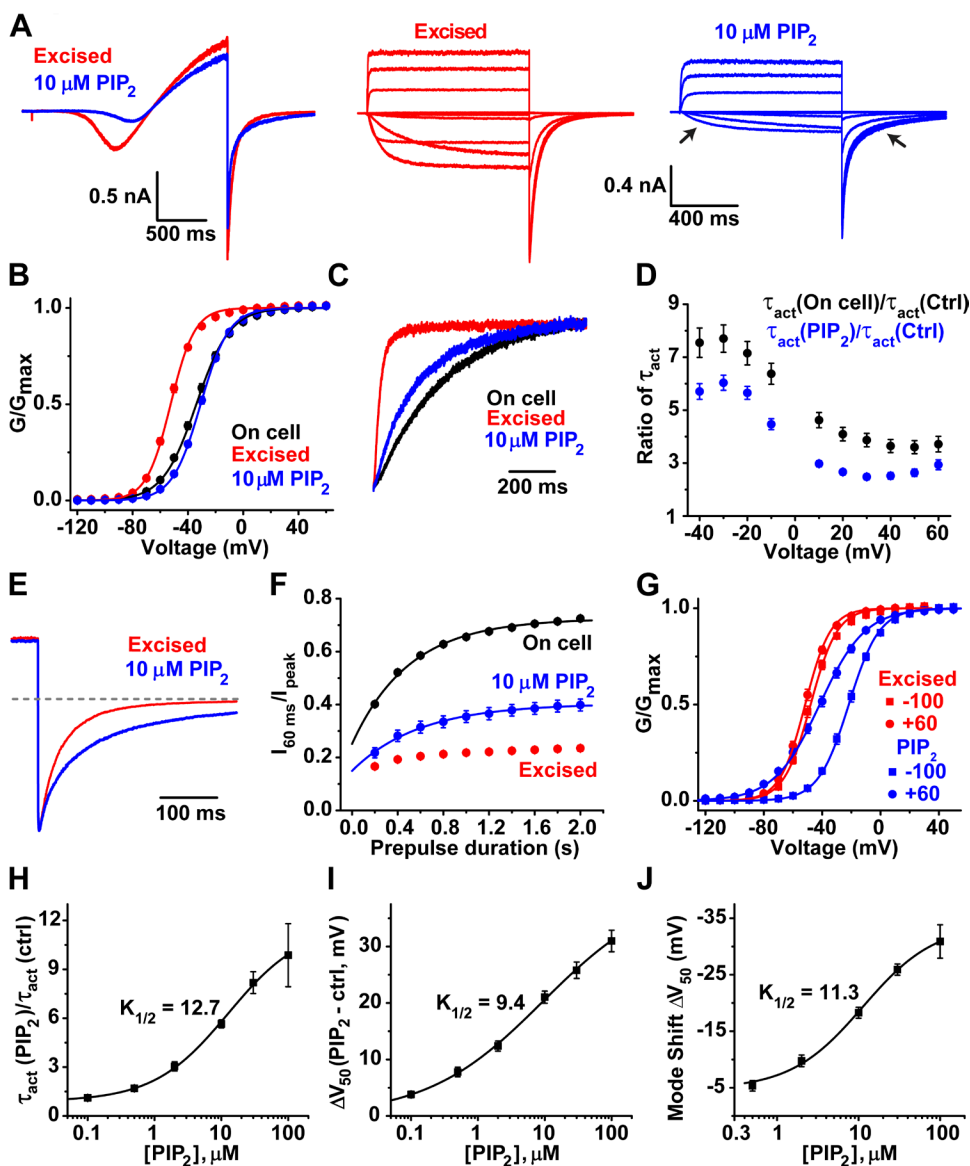 A
Excised
10 μM PIP2
0.5 nA
500 ms
Excised
10 μM PIP2
0.4 nA
400 ms
B
G/Gmax
1.0
0.5
0.0
On cell
Excised
10 μM PIP2
-120 -80 -40 0 40
Voltage (mV)
C
On cell
Excised
10 μM PIP2
200 ms
D
Ratio of τact
9
7
5
3
1
τact(On cell)/τact(Ctrl)
τact(PIP2)/τact(Ctrl)
-40 -20 0 20 40 60
Voltage (mV)
E
Excised
10 μM PIP2
100 ms
F
I60 ms/Ipeak
0.8
0.6
0.4
0.2
0.0
On cell
10 μM PIP2
Excised
0.0 0.4 0.8 1.2 1.6 2.0
Prepulse duration (s)
G
G/Gmax
1.0
0.5
0.0
Excised
-100
+60
PIP2
-100
+60
-120 -80 -40 0 40
Voltage (mV)
H
τact (PIP2)/τact (ctrl)
12
9
6
3
0
K1/2 = 12.7
0.1 1 10 100
[PIP2], μM
I
ΔV50 (PIP2 - ctrl, mV)
30
20
10
0
K1/2 = 9.4
0.1 1 10 100
[PIP2], μM
J
Mode Shift ΔV50 (mV)
-35
-25
-15
-5
K1/2 = 11.3
0.3 1 10 100
[PIP2], μM